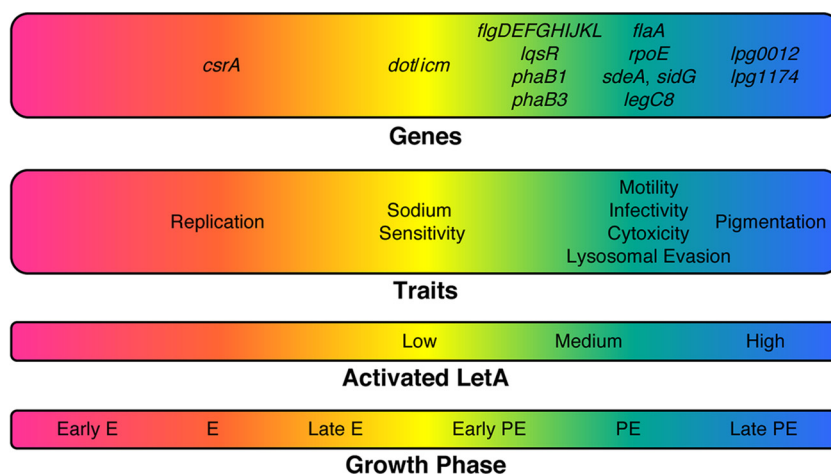 csrA
dot/icm
flgDEFGHIJKL
lqsR
phaB1
phaB3
flaA
rpoE
sdeA, sidG
legC8
lpg0012
lpg1174
Genes
Replication
Sodium
Sensitivity
Motility
Infectivity
Cytoxicity
Lysosomal Evasion
Pigmentation
Traits
Low Medium High
Activated LetA
Early E E Late E Early PE PE Late PE
Growth Phase